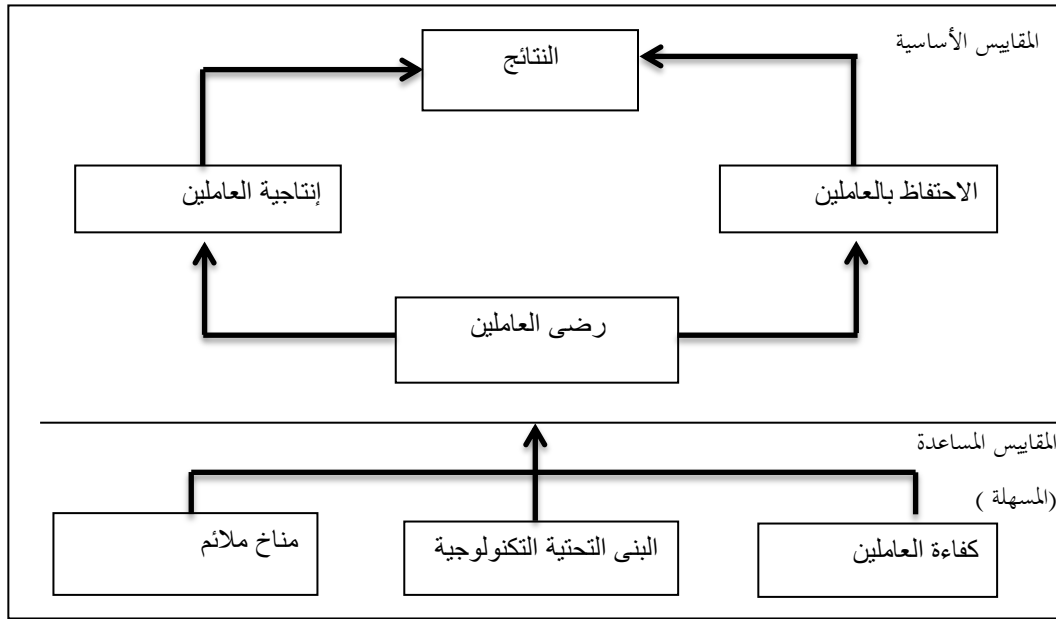 المقاييس الأساسية
النتائج
الاحتفاظ بالعاملين
إنتاجية العاملين
رضى العاملين
المقاييس المساعدة
(المسهلة )
كفاءة العاملين
البنى التحتية التكنولوجية
مناخ ملائم